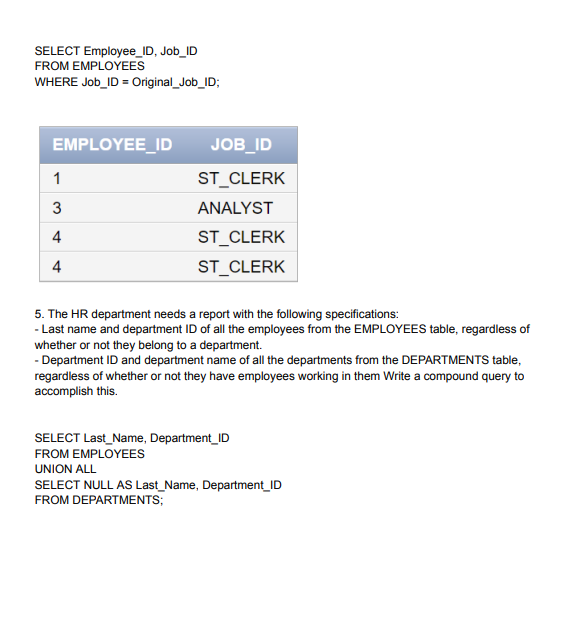 SELECT Employee_ID, Job_ID
FROM EMPLOYEES
WHERE Job_ID = Original_Job_ID;
EMPLOYEE_ID JOB_ID
1 ST_CLERK
3 ANALYST
4 ST_CLERK
4 ST_CLERK
5. The HR department needs a report with the following specifications:
- Last name and department ID of all the employees from the EMPLOYEES table, regardless of
whether or not they belong to a department.
- Department ID and department name of all the departments from the DEPARTMENTS table,
regardless of whether or not they have employees working in them Write a compound query to
accomplish this.
SELECT Last_Name, Department_ID
FROM EMPLOYEES
UNION ALL
SELECT NULL AS Last_Name, Department_ID
FROM DEPARTMENTS;